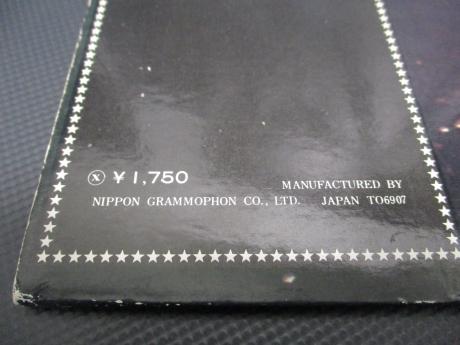 Ⓧ ¥1,750
MANUFACTURED BY
NIPPON GRAMMOPHON CO., LTD. JAPAN TO6907